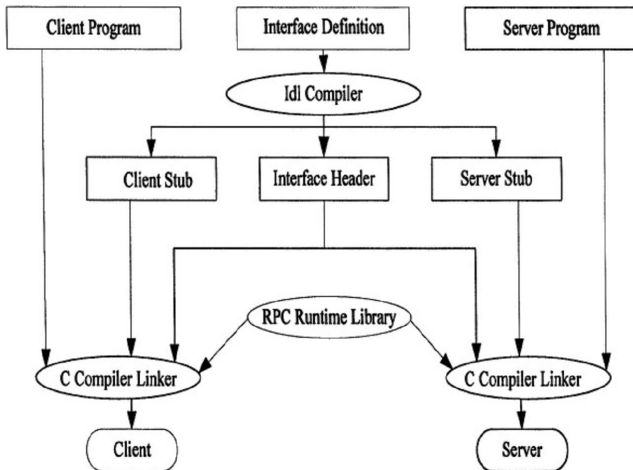 Client Program
Interface Definition
Server Program
Idl Compiler
Client Stub
Interface Header
Server Stub
RPC Runtime Library
C Compiler Linker
C Compiler Linker
Client
Server